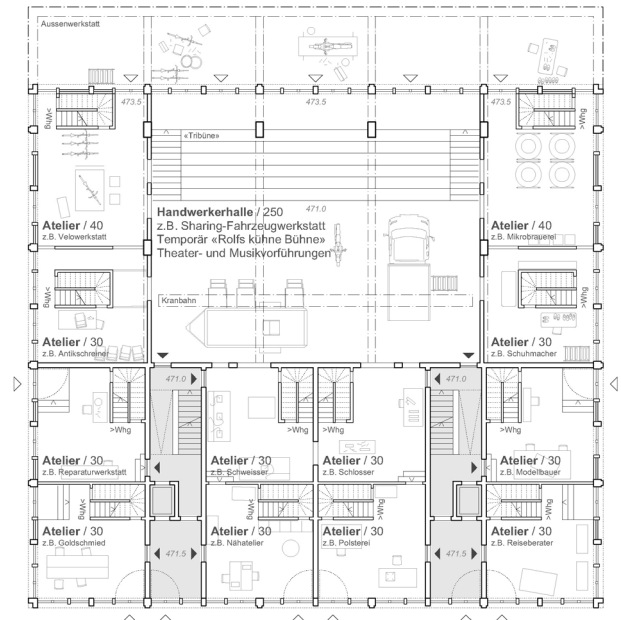 Aussenwerkstatt
473.5
473.5
473.5
>Whg
>Whg
«Tribüne»
Handwerkerhalle / 250
471.0
z.B. Sharing-Fahrzeugwerkstatt
Temporär «Rolfs kühne Bühne»
Theater- und Musikvorführungen
Atelier / 40
z.B. Velowerkstatt
Atelier / 40
z.B. Mikrobrauerei
>Whg
>Whg
Kranbahn
Atelier / 30
z.B. Antikschreiner
Atelier / 30
z.B. Schuhmacher
471.0
471.0
>Whg
>Whg
>Whg
>Whg
Atelier / 30
z.B. Reparaturwerkstatt
Atelier / 30
z.B. Schweisser
Atelier / 30
z.B. Schlosser
Atelier / 30
z.B. Modellbauer
>Whg
>Whg
>Whg
>Whg
Atelier / 30
z.B. Goldschmied
471.5
Atelier / 30
z.B. Nähatelier
Atelier / 30
z.B. Polsterei
471.5
Atelier / 30
z.B. Reiseberater